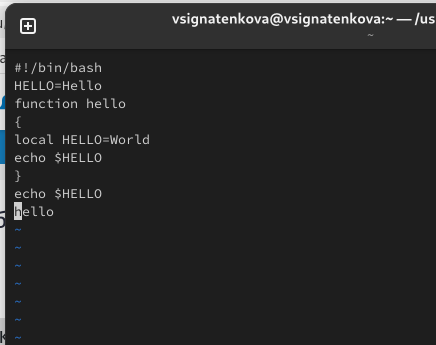 vsignatenkova@vsignatenkova:~ — /us
~
#!/bin/bash
HELLO=Hello
function hello
{
local HELLO=World
echo $HELLO
}
echo $HELLO
hello
~
~
~
~
~
~
~